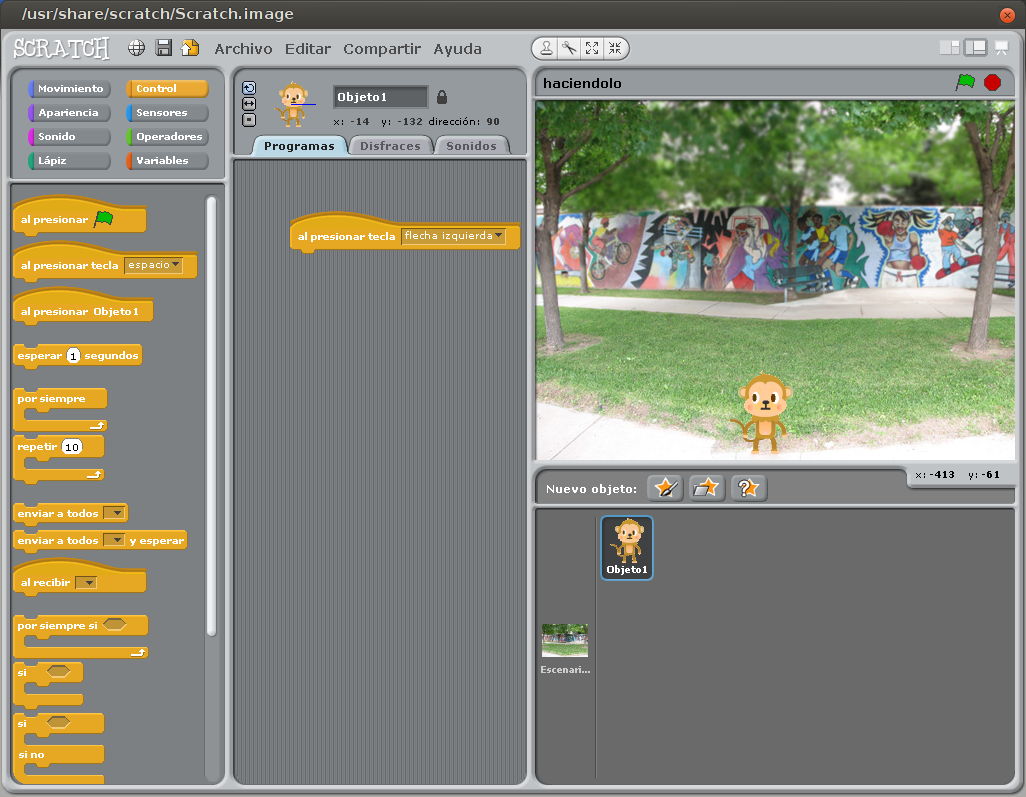 /usr/share/scratch/Scratch.image
SCRATCH
Archivo Editar Compartir Ayuda
Movimiento Control
Apariencia Sensores
Sonido Operadores
Lápiz Variables
al presionar
al presionar tecla espacio
al presionar Objeto1
esperar 1 segundos
por siempre
repetir 10
enviar a todos
enviar a todos y esperar
al recibir
por siempre si
si
si
si no
Objeto1
x: -14 y: -132 dirección: 90
Programas Disfraces Sonidos
al presionar tecla flecha izquierda
haciendolo
x: -413 y: -61
Nuevo objeto:
?
Objeto1
Escenari...